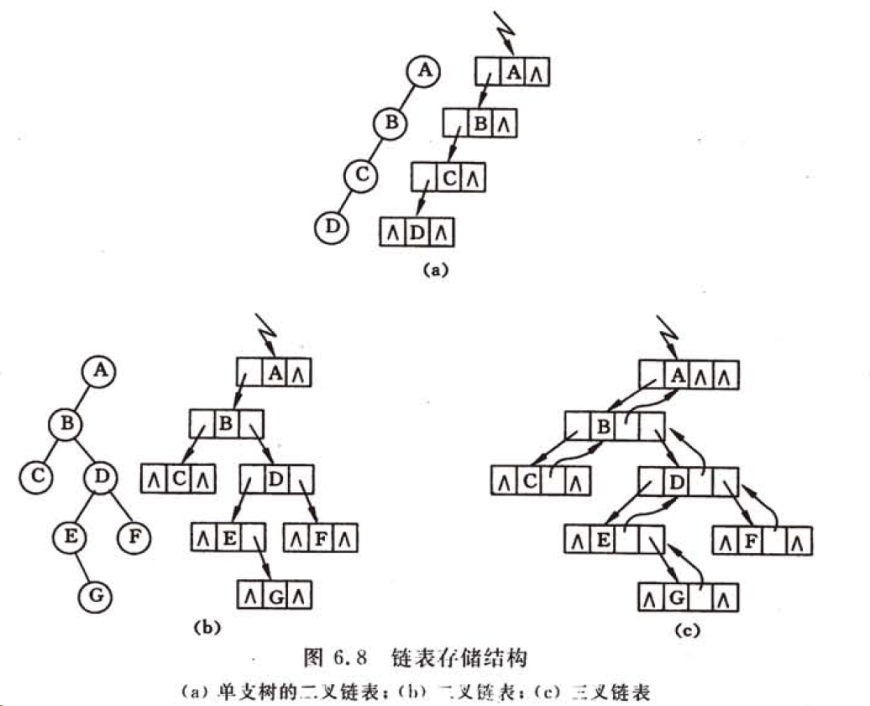 A
A ∧
B
B ∧
C
C ∧
D
∧ D ∧
(a)
A
B
C
D
E
F
G
A ∧
B
∧ C ∧
D
∧ E
∧ F ∧
∧ G ∧
(b)
A ∧ ∧
B
∧ C ∧
D
∧ E
∧ F ∧
∧ G ∧
(c)
图 6.8 链表存储结构
(a) 单支树的二叉链表；(b) 二叉链表；(c) 三叉链表